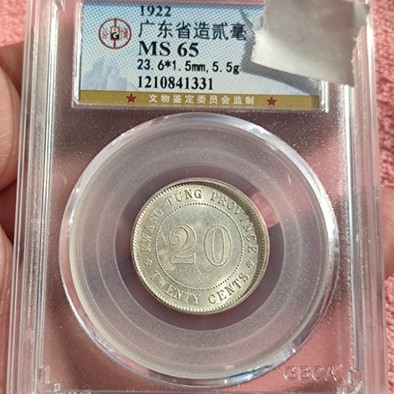 1922
广东省造贰毫
MS 65
23.6*1.5mm,5.5g
1210841331
★ 文物鉴定委员会监制 ★
KWANG-TUNG PROVINCE
20
TWENTY CENTS